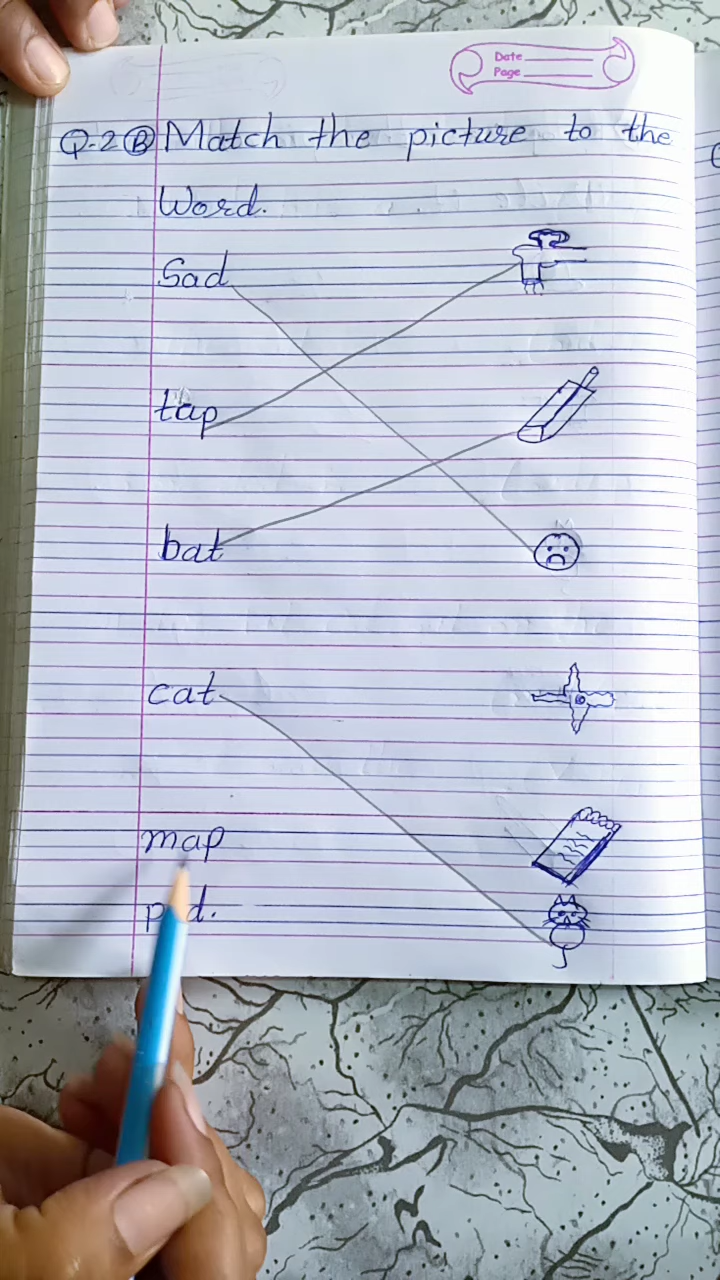 Date
Page
Q-2 B Match the picture to the
Word.
Sad
tap
bat
cat
map